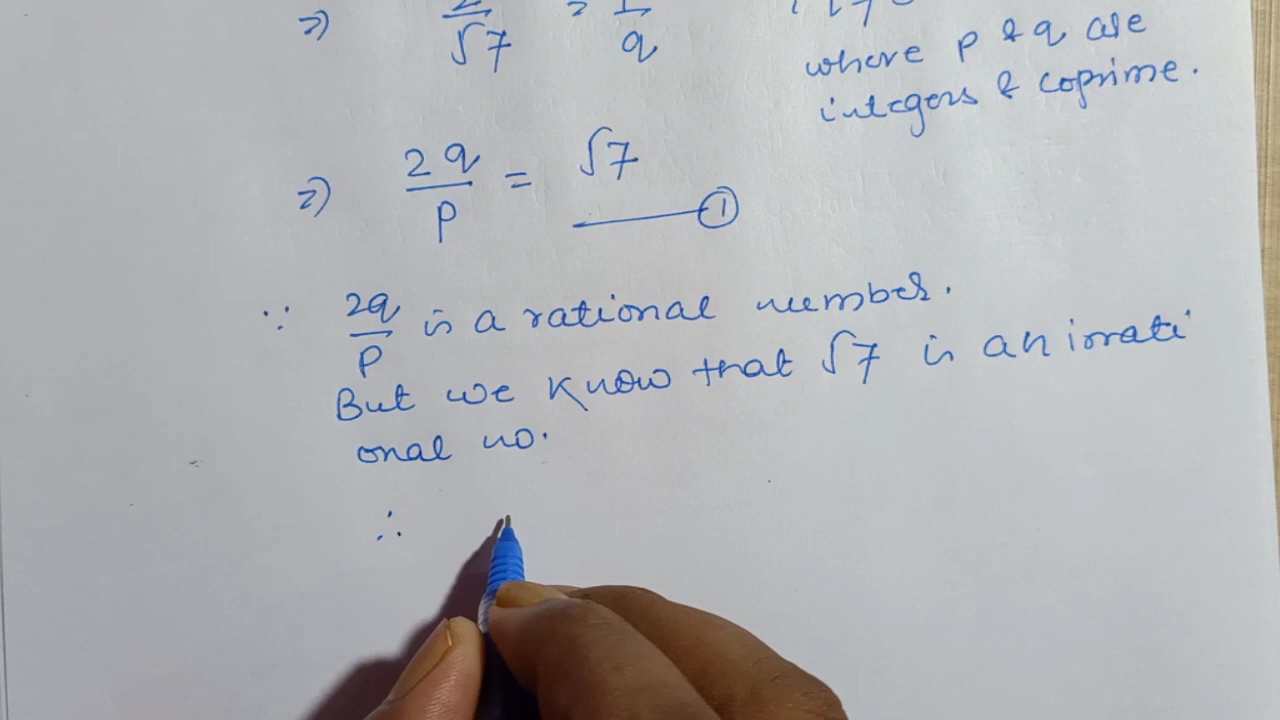 ⇒) √7 q
where p & q are
integers & coprime.
⇒) 2q/p = √7 ——— ①
∵ 2q/p is a rational number.
But we know that √7 is an irrati
onal no.
∴